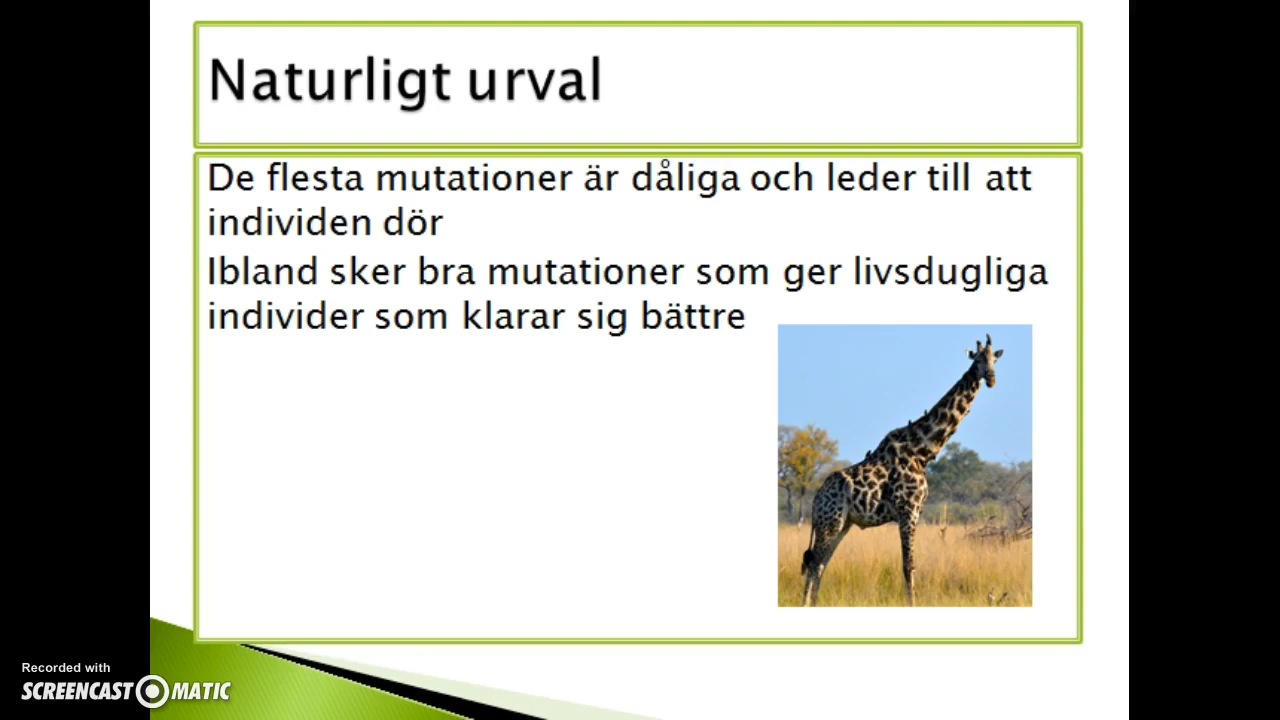 Naturligt urval
De flesta mutationer är dåliga och leder till att
individen dör
Ibland sker bra mutationer som ger livsdugliga
individer som klarar sig bättre
Recorded with
SCREENCAST MATIC